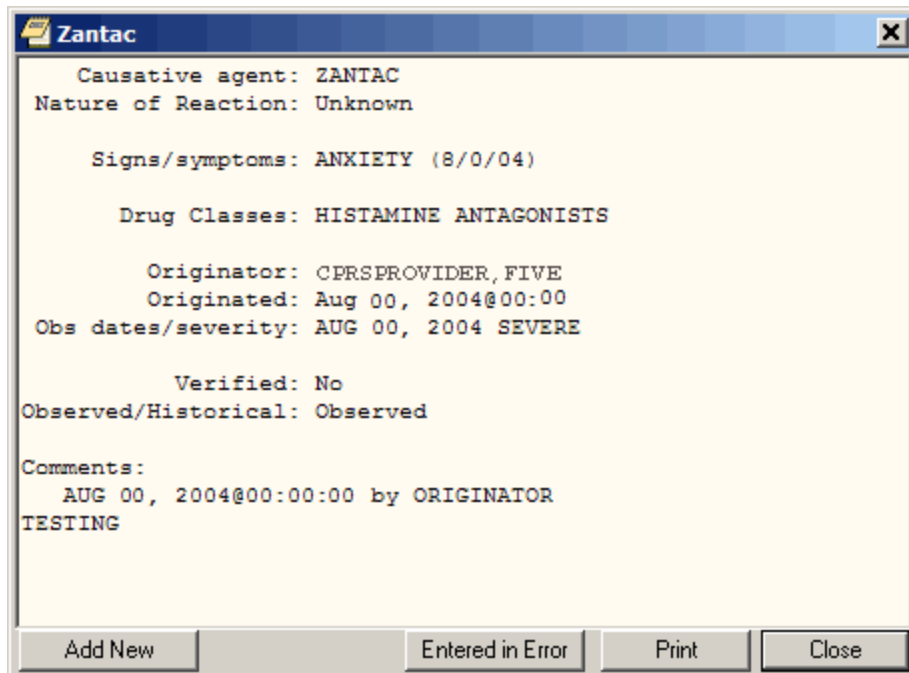 Zantac
Causative agent: ZANTAC
Nature of Reaction: Unknown
Signs/symptoms: ANXIETY (8/0/04)
Drug Classes: HISTAMINE ANTAGONISTS
Originator: CPRSPROVIDER,FIVE
Originated: Aug 00, 2004@00:00
Obs dates/severity: AUG 00, 2004 SEVERE
Verified: No
Observed/Historical: Observed
Comments:
AUG 00, 2004@00:00:00 by ORIGINATOR
TESTING
Add New Entered in Error Print Close